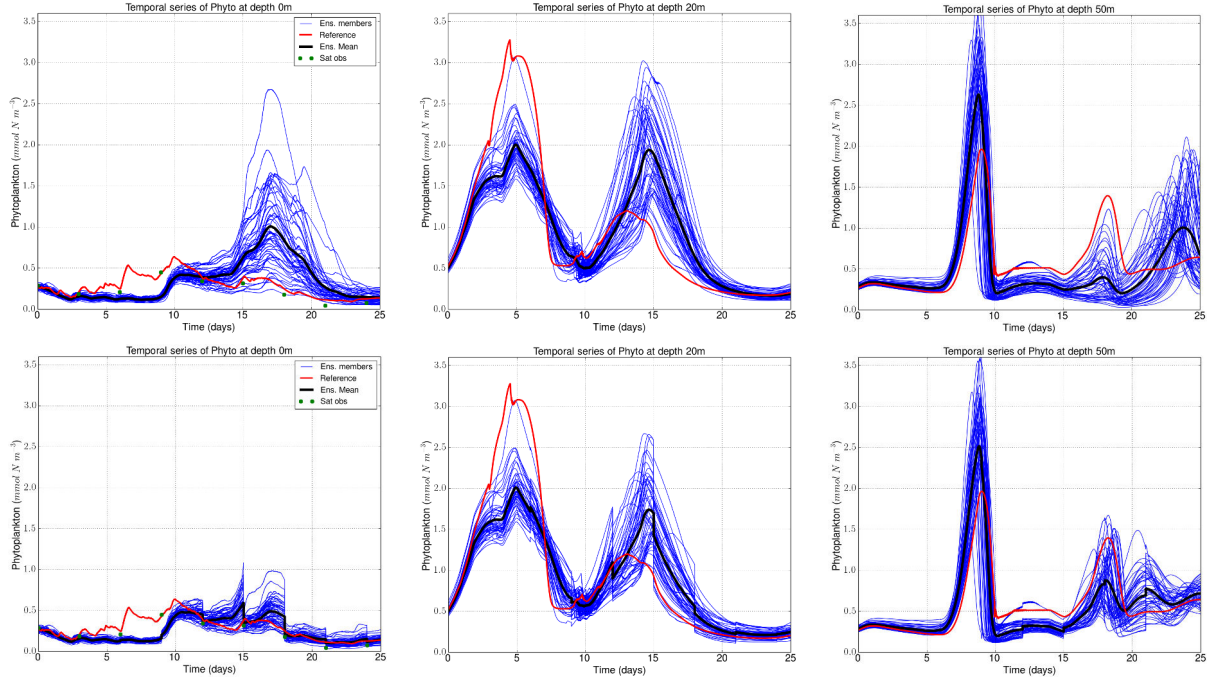 Temporal series of Phyto at depth 0m
Phytoplankton (mmol N m⁻³)
3.5
3.0
2.5
2.0
1.5
1.0
0.5
0.0
0 5 10 15 20 25
Time (days)
Ens. members
Reference
Ens. Mean
Sat obs
Temporal series of Phyto at depth 20m
Phytoplankton (mmol N m⁻³)
3.5
3.0
2.5
2.0
1.5
1.0
0.5
0.0
0 5 10 15 20 25
Time (days)
Temporal series of Phyto at depth 50m
Phytoplankton (mmol N m⁻³)
3.5
3.0
2.5
2.0
1.5
1.0
0.5
0.0
0 5 10 15 20 25
Time (days)
Temporal series of Phyto at depth 0m
Phytoplankton (mmol N m⁻³)
3.5
3.0
2.5
2.0
1.5
1.0
0.5
0.0
0 5 10 15 20 25
Time (days)
Ens. members
Reference
Ens. Mean
Sat obs
Temporal series of Phyto at depth 20m
Phytoplankton (mmol N m⁻³)
3.5
3.0
2.5
2.0
1.5
1.0
0.5
0.0
0 5 10 15 20 25
Time (days)
Temporal series of Phyto at depth 50m
Phytoplankton (mmol N m⁻³)
3.5
3.0
2.5
2.0
1.5
1.0
0.5
0.0
0 5 10 15 20 25
Time (days)